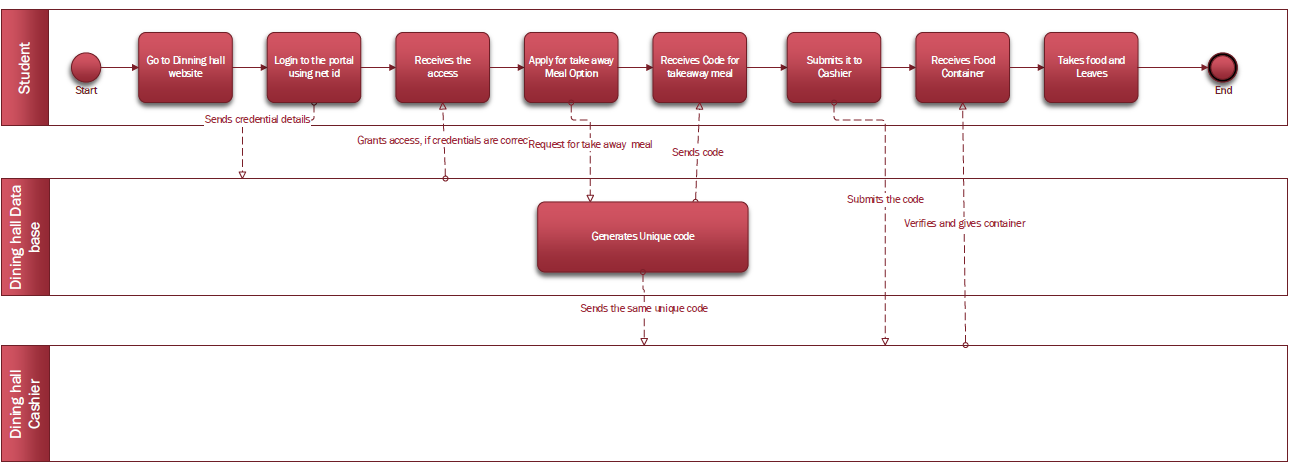 Student
Start
Go to Dinning hall
website
Login to the portal
using net id
Receives the
access
Apply for take away
Meal Option
Receives Code for
takeaway meal
Submits it to
Cashier
Receives Food
Container
Takes food and
Leaves
End
Sends credential details
Grants access, if credentials are correc
Request for take away meal
Sends code
Submits the code
Verifies and gives container
Dining hall Data
base
Generates Unique code
Sends the same unique code
Dining hall
Cashier